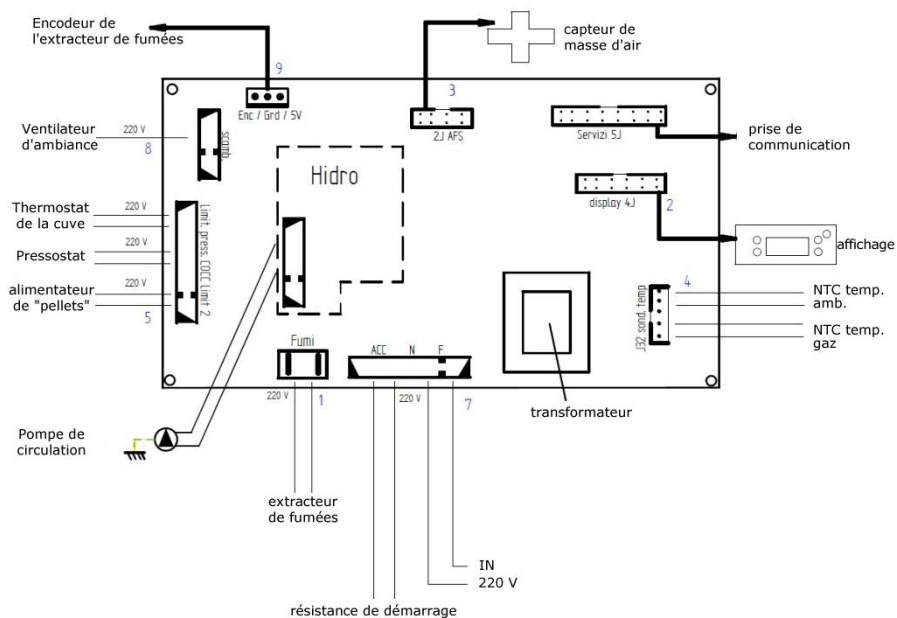 Encodeur de
l'extracteur de fumées
capteur de
masse d'air
9
3
Enc / Grd / 5V
2J AFS
Servizi 5J
prise de
communication
Ventilateur
d'ambiance
220 V
8
scamb.
Hidro
display 4J
2
affichage
Thermostat
de la cuve
220 V
Pressostat
220 V
alimentateur
de "pellets"
220 V
5
Limit. press. COCC Limit 2
4
NTC temp.
amb.
NTC temp.
gaz
J32 sond. temp
Fumi
ACC N F
220 V
1
220 V
7
transformateur
Pompe de
circulation
extracteur
de fumées
IN
220 V
résistance de démarrage